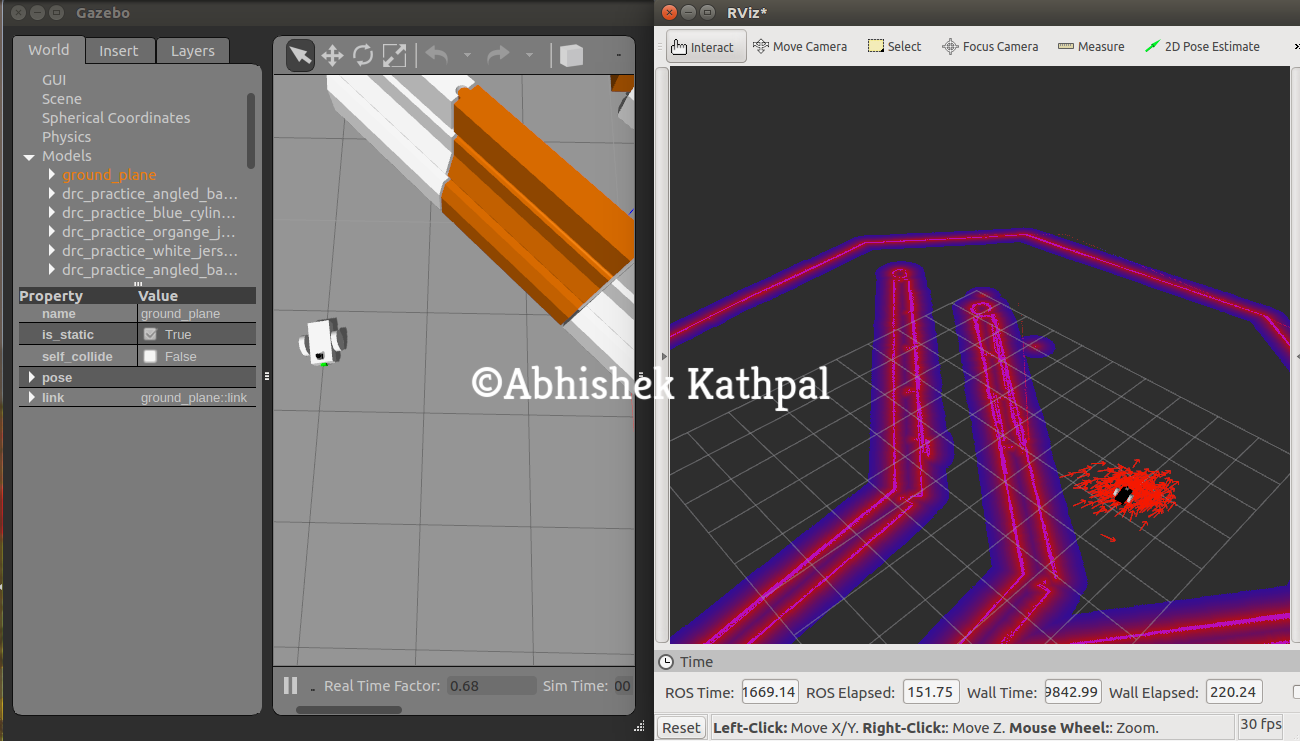 Gazebo
World
Insert
Layers
GUI
Scene
Spherical Coordinates
Physics
Models
ground_plane
drc_practice_angled_ba...
drc_practice_blue_cylin...
drc_practice_organge_j...
drc_practice_white_jers...
drc_practice_angled_ba...
Property Value
name ground_plane
is_static True
self_collide False
pose
link ground_plane::link
Real Time Factor: 0.68 Sim Time: 00
©Abhishek Kathpal
RViz*
Interact Move Camera Select Focus Camera Measure 2D Pose Estimate »
Time
ROS Time: 1669.14 ROS Elapsed: 151.75 Wall Time: 9842.99 Wall Elapsed: 220.24
Reset Left-Click: Move X/Y. Right-Click:: Move Z. Mouse Wheel:: Zoom. 30 fps